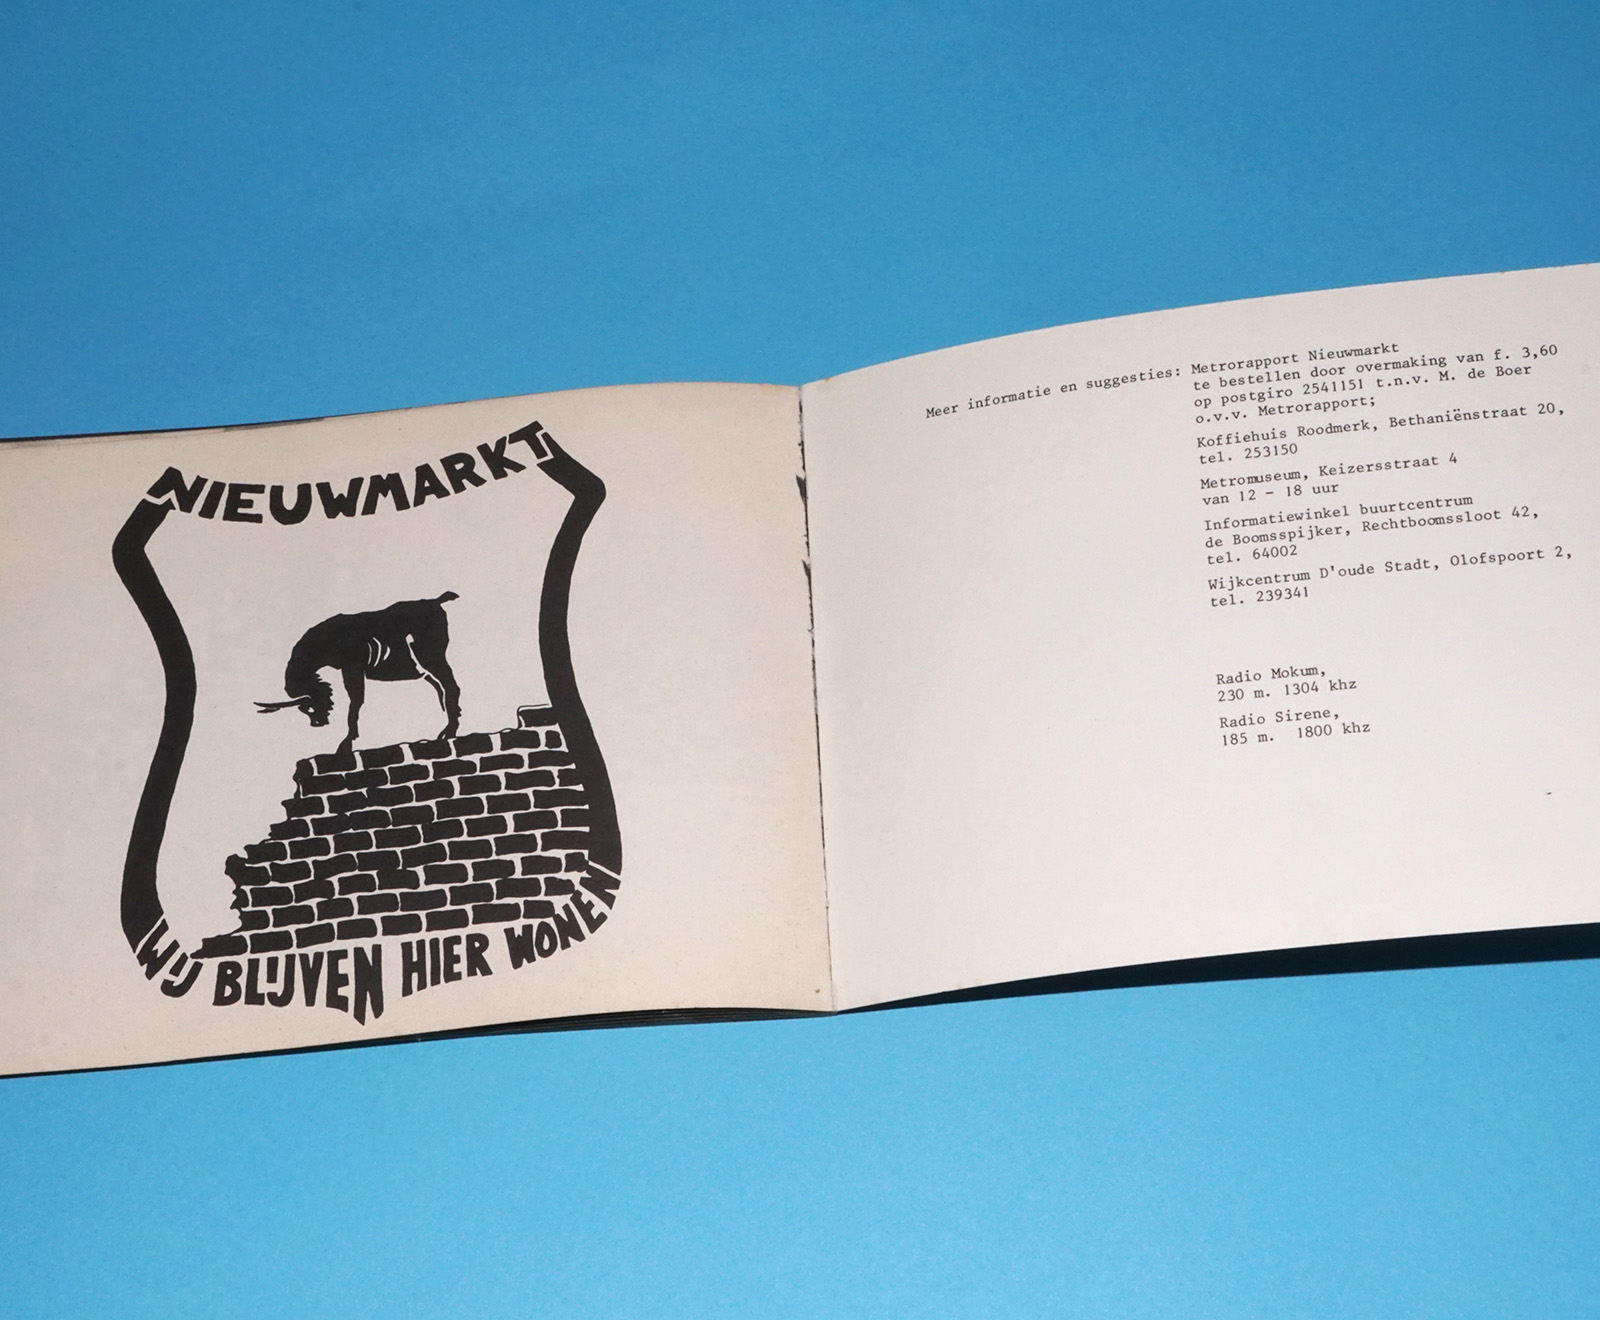 NIEUWMARKT
WIJ BLIJVEN HIER WONEN
Meer informatie en suggesties: Metrorapport Nieuwmarkt
te bestellen door overmaking van f. 3,60
op postgiro 2541151 t.n.v. M. de Boer
o.v.v. Metrorapport;
Koffiehuis Roodmerk, Bethaniënstraat 20,
tel. 253150
Metromuseum, Keizersstraat 4
van 12 - 18 uur
Informatiewinkel buurtcentrum
de Boomsspijker, Rechtboomssloot 42,
tel. 64002
Wijkcentrum D'oude Stadt, Olofspoort 2,
tel. 239341
Radio Mokum,
230 m. 1304 khz
Radio Sirene,
185 m. 1800 khz